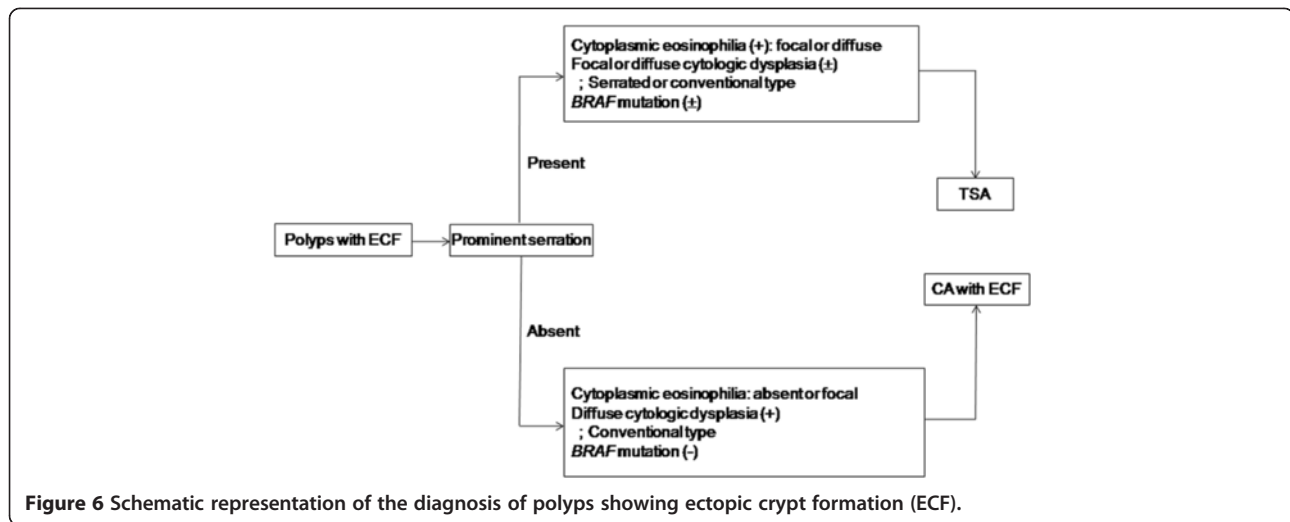 Cytoplasmic eosinophilia (+): focal or diffuse
Focal or diffuse cytologic dysplasia (±)
; Serrated or conventional type
BRAF mutation (±)
Present
TSA
Polyps with ECF
Prominent serration
CA with ECF
Absent
Cytoplasmic eosinophilia: absent or focal
Diffuse cytologic dysplasia (+)
; Conventional type
BRAF mutation (-)
Figure 6 Schematic representation of the diagnosis of polyps showing ectopic crypt formation (ECF).